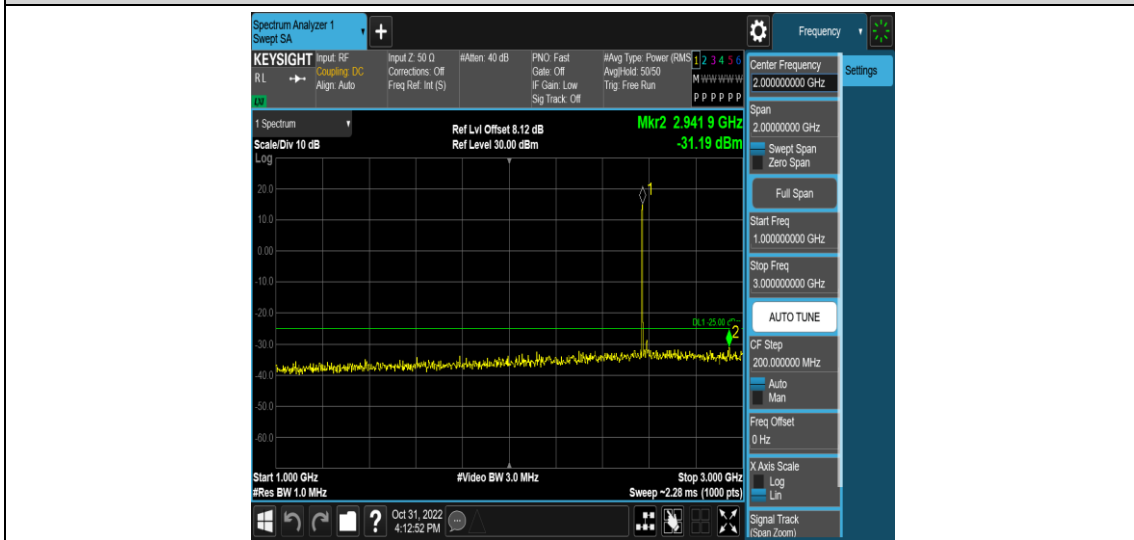 Spectrum Analyzer 1
Swept SA
+
Frequency
KEYSIGHT
RL
LXI
Input: RF
Coupling: DC
Align: Auto
Input Z: 50 Ω
Corrections: Off
Freq Ref: Int (S)
#Atten: 40 dB
PNO: Fast
Gate: Off
IF Gain: Low
Sig Track: Off
#Avg Type: Power (RMS
Avg|Hold: 50/50
Trig: Free Run
1 2 3 4 5 6
M W W W W W
P P P P P P
1 Spectrum
Scale/Div 10 dB
Log
Ref Lvl Offset 8.12 dB
Ref Level 30.00 dBm
Mkr2 2.941 9 GHz
-31.19 dBm
20.0
10.0
0.00
-10.0
-20.0
-30.0
-40.0
-50.0
-60.0
1
DL1 -25.00
2
Start 1.000 GHz
#Res BW 1.0 MHz
#Video BW 3.0 MHz
Stop 3.000 GHz
Sweep ~2.28 ms (1000 pts)
?
Oct 31, 2022
4:12:52 PM
Center Frequency
2.000000000 GHz
Settings
Span
2.00000000 GHz
Swept Span
Zero Span
Full Span
Start Freq
1.000000000 GHz
Stop Freq
3.000000000 GHz
AUTO TUNE
CF Step
200.000000 MHz
Auto
Man
Freq Offset
0 Hz
X Axis Scale
Log
Lin
Signal Track
(Span Zoom)